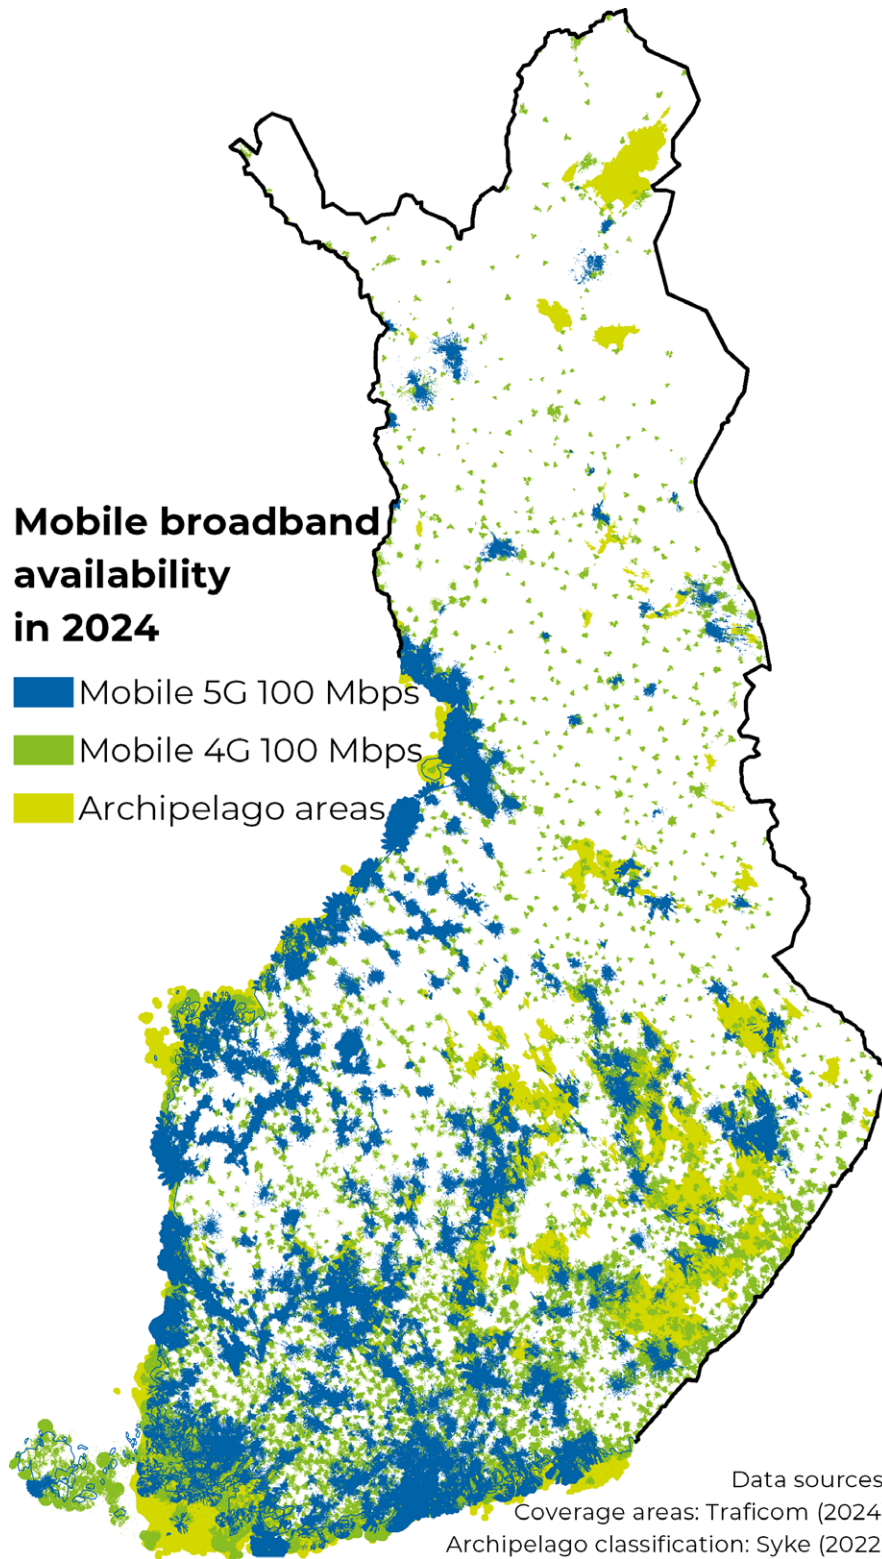 Mobile broadband
availability
in 2024
Mobile 5G 100 Mbps
Mobile 4G 100 Mbps
Archipelago areas
Data sources
Coverage areas: Traficom (2024
Archipelago classification: Syke (2022